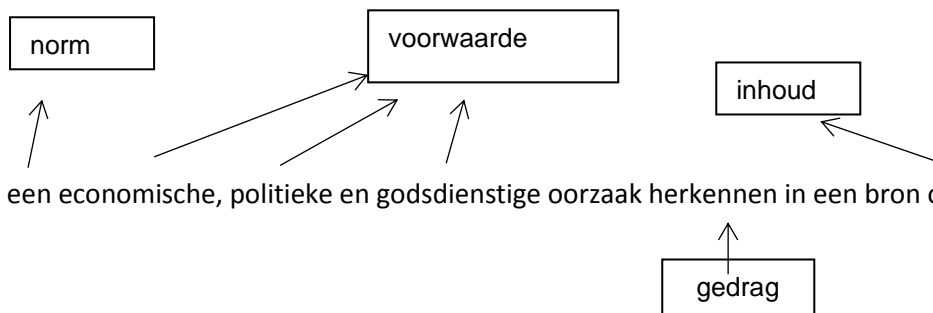 norm
voorwaarde
inhoud
een economische, politieke en godsdienstige oorzaak herkennen in een bron
gedrag